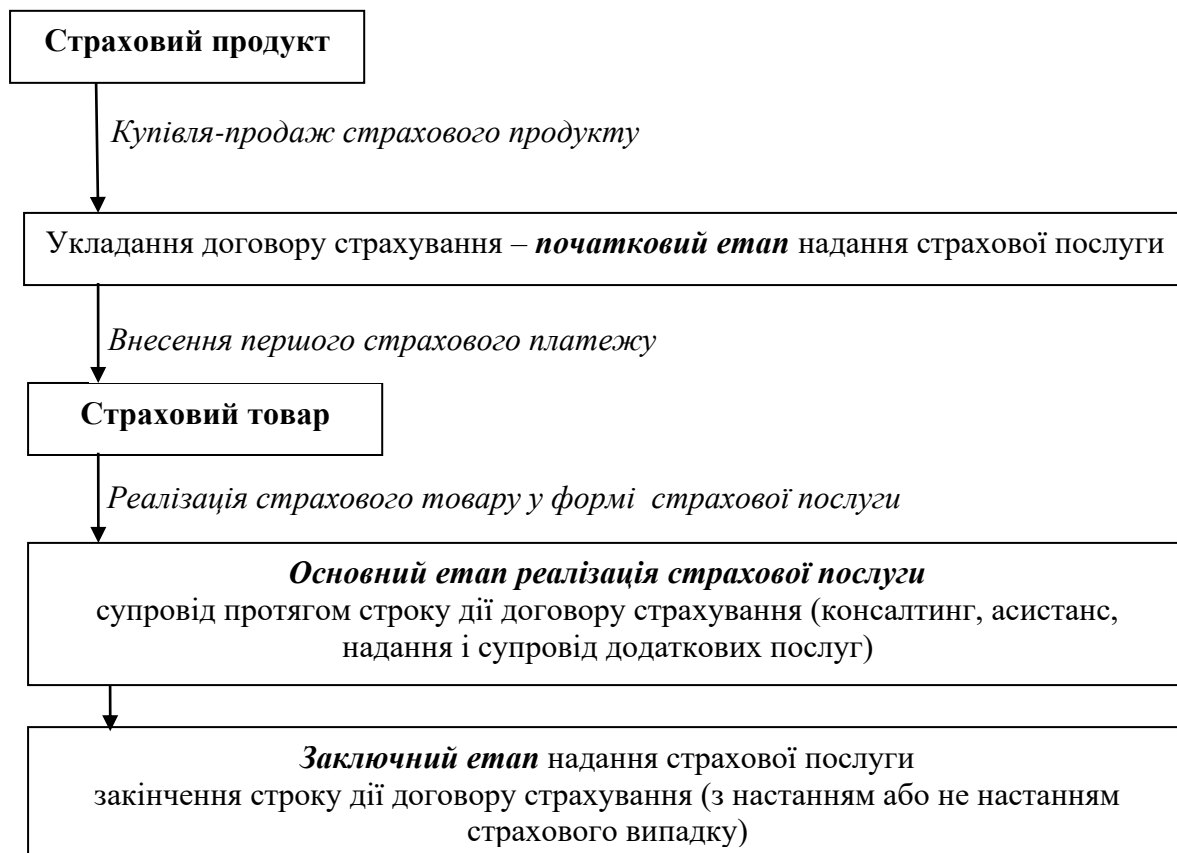 Страховий продукт
Купівля-продаж страхового продукту
Укладання договору страхування – початковий етап надання страхової послуги
Внесення першого страхового платежу
Страховий товар
Реалізація страхового товару у формі страхової послуги
Основний етап реалізація страхової послуги
супровід протягом строку дії договору страхування (консалтинг, асистанс,
надання і супровід додаткових послуг)
Заключний етап надання страхової послуги
закінчення строку дії договору страхування (з настанням або не настанням
страхового випадку)